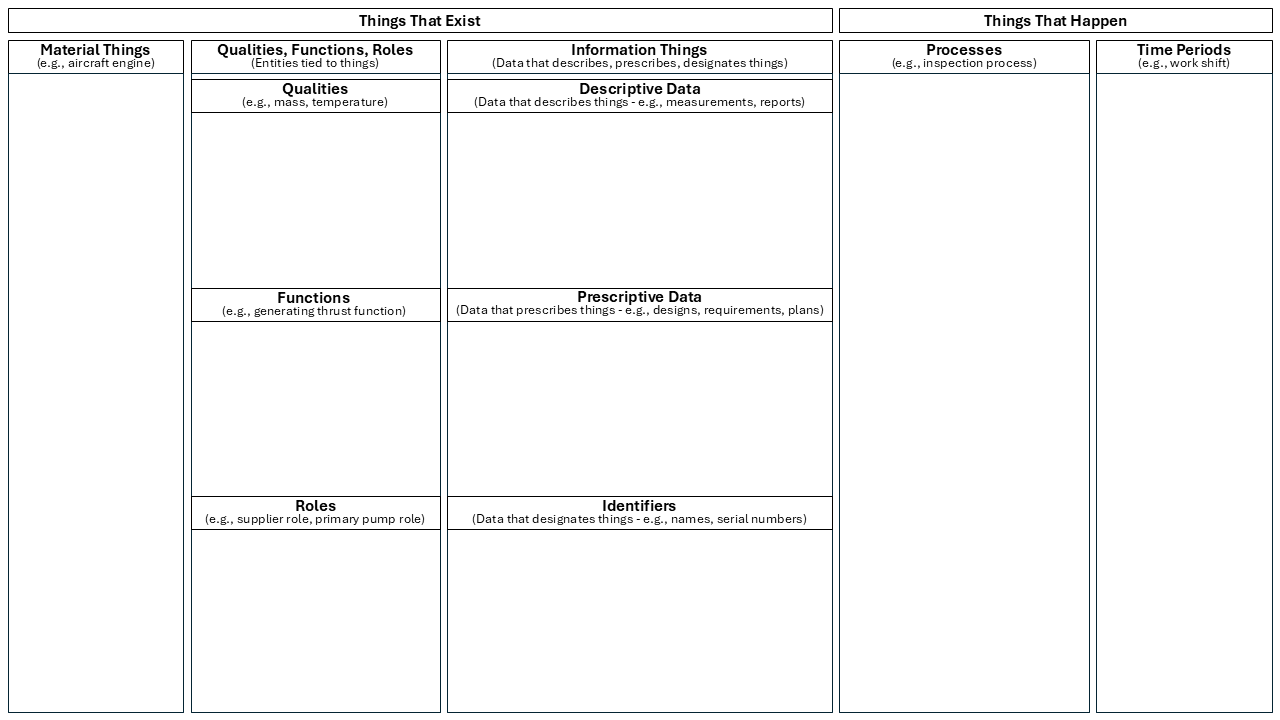 Things That Exist
Things That Happen
Material Things
(e.g., aircraft engine)
Qualities, Functions, Roles
(Entities tied to things)
Qualities
(e.g., mass, temperature)
Functions
(e.g., generating thrust function)
Roles
(e.g., supplier role, primary pump role)
Information Things
(Data that describes, prescribes, designates things)
Descriptive Data
(Data that describes things - e.g., measurements, reports)
Prescriptive Data
(Data that prescribes things - e.g., designs, requirements, plans)
Identifiers
(Data that designates things - e.g., names, serial numbers)
Processes
(e.g., inspection process)
Time Periods
(e.g., work shift)